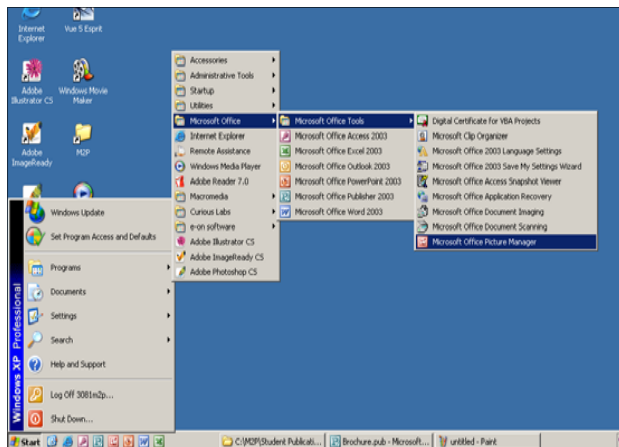 Internet
Explorer
Vue 5 Esprit
Adobe
Illustrator CS
Windows Movie
Maker
Adobe
ImageReady
M2P
Windows Update
Set Program Access and Defaults
Programs
Documents
Settings
Search
Help and Support
Log Off 3081m2p...
Shut Down...
Windows XP Professional
Accessories
Administrative Tools
Startup
Utilities
Microsoft Office
Internet Explorer
Remote Assistance
Windows Media Player
Adobe Reader 7.0
Macromedia
Curious Labs
e-on software
Adobe Illustrator CS
Adobe ImageReady CS
Adobe Photoshop CS
Microsoft Office Tools
Microsoft Office Access 2003
Microsoft Office Excel 2003
Microsoft Office Outlook 2003
Microsoft Office PowerPoint 2003
Microsoft Office Publisher 2003
Microsoft Office Word 2003
Digital Certificate for VBA Projects
Microsoft Clip Organizer
Microsoft Office 2003 Language Settings
Microsoft Office 2003 Save My Settings Wizard
Microsoft Office Access Snapshot Viewer
Microsoft Office Application Recovery
Microsoft Office Document Imaging
Microsoft Office Document Scanning
Microsoft Office Picture Manager
Start
C:\M2P\Student Publicati...
Brochure.pub - Microsoft...
untitled - Paint